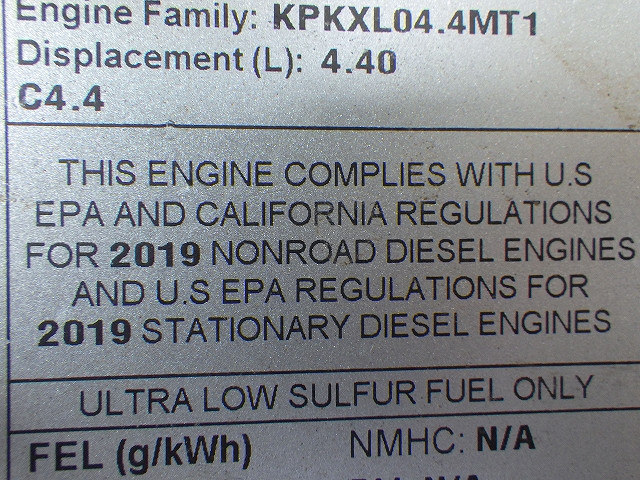 Engine Family: KPKXL04.4MT1
Displacement (L): 4.40
C4.4
THIS ENGINE COMPLIES WITH U.S
EPA AND CALIFORNIA REGULATIONS
FOR 2019 NONROAD DIESEL ENGINES
AND U.S EPA REGULATIONS FOR
2019 STATIONARY DIESEL ENGINES
ULTRA LOW SULFUR FUEL ONLY
FEL (g/kWh) NMHC: N/A